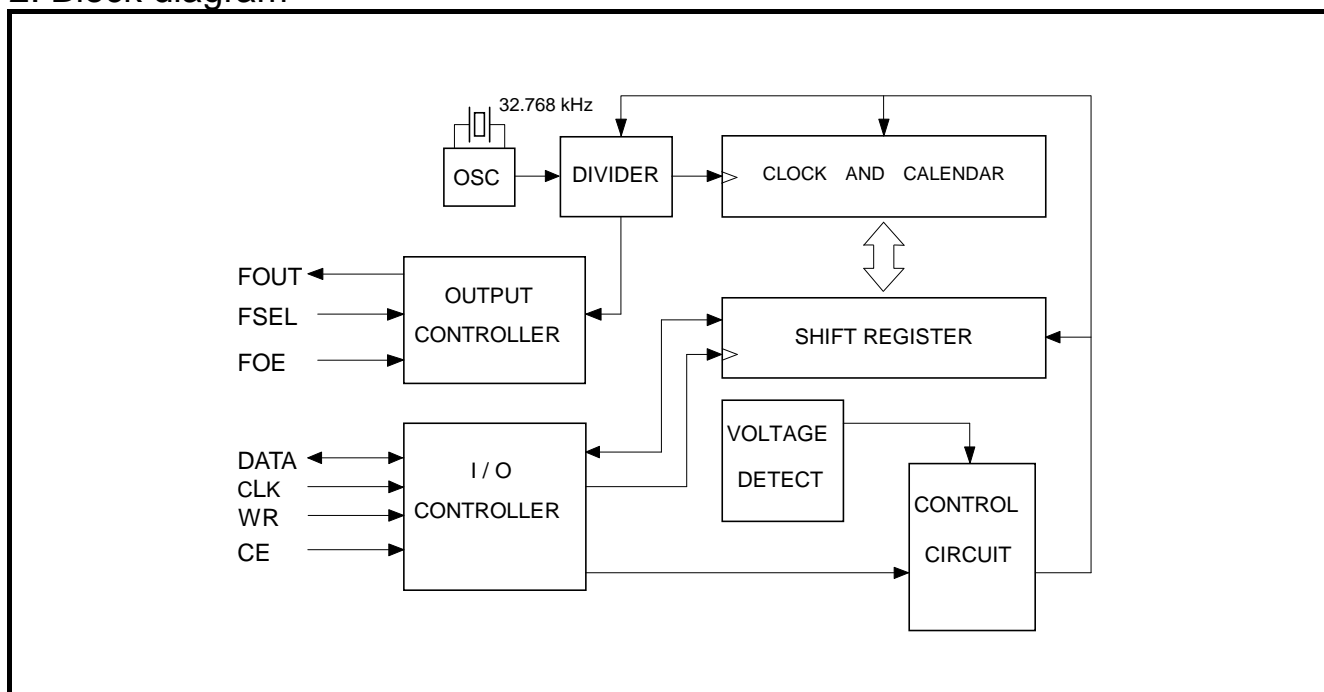 2. Block diagram
32.768 kHz
OSC
DIVIDER
CLOCK AND CALENDAR
FOUT
FSEL
FOE
OUTPUT
CONTROLLER
SHIFT REGISTER
DATA
CLK
WR
CE
I / O
CONTROLLER
VOLTAGE
DETECT
CONTROL
CIRCUIT